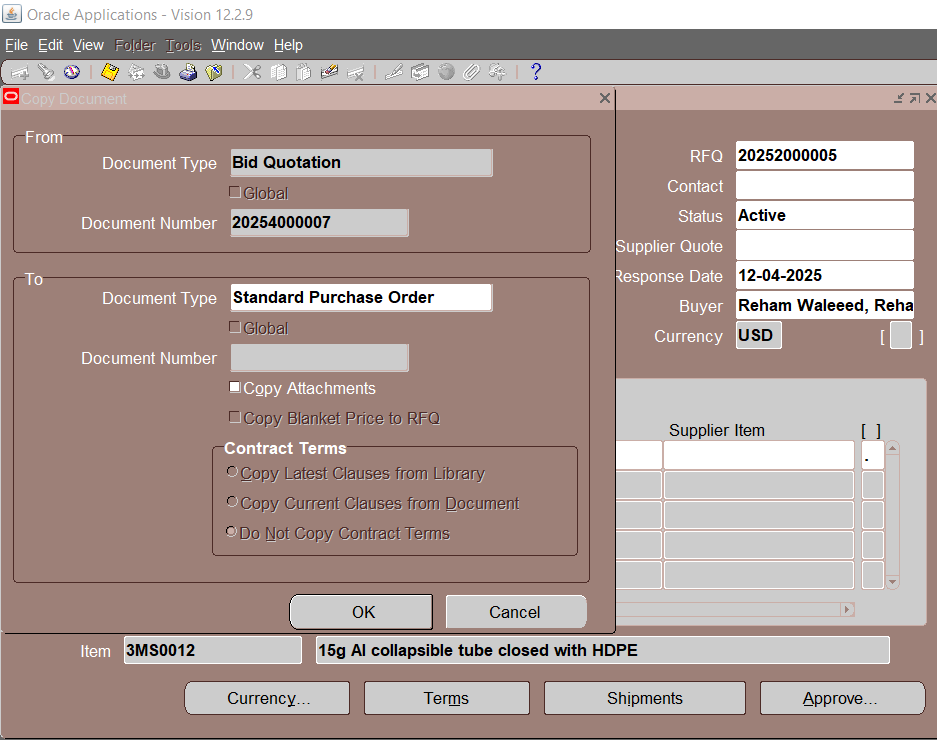 Oracle Applications - Vision 12.2.9
File Edit View Folder Tools Window Help
Copy Document
From
Document Type Bid Quotation
Global
Document Number 20254000007
To
Document Type Standard Purchase Order
Global
Document Number
Copy Attachments
Copy Blanket Price to RFQ
Contract Terms
Copy Latest Clauses from Library
Copy Current Clauses from Document
Do Not Copy Contract Terms
OK Cancel
RFQ 20252000005
Contact
Status Active
Supplier Quote
Response Date 12-04-2025
Buyer Reham Waleeed, Reha
Currency USD [ ]
Supplier Item [ ]
.
Item 3MS0012 15g Al collapsible tube closed with HDPE
Currency... Terms Shipments Approve...